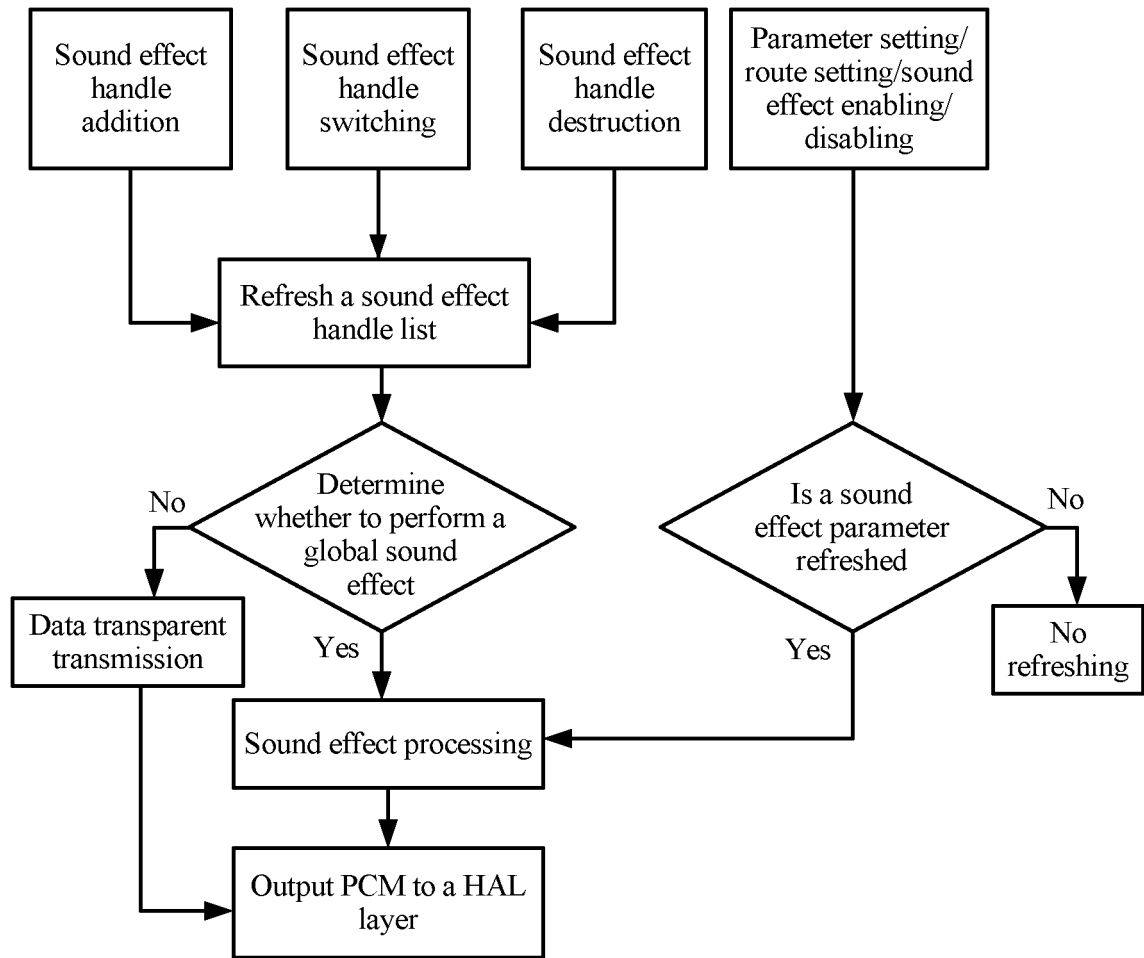 Sound effect
handle
addition
Sound effect
handle
switching
Sound effect
handle
destruction
Parameter setting/
route setting/sound
effect enabling/
disabling
Refresh a sound effect
handle list
Determine
whether to perform a
global sound
effect
No
Is a sound
effect parameter
refreshed
No
Data transparent
transmission
Yes
Yes
No
refreshing
Sound effect processing
Output PCM to a HAL
layer